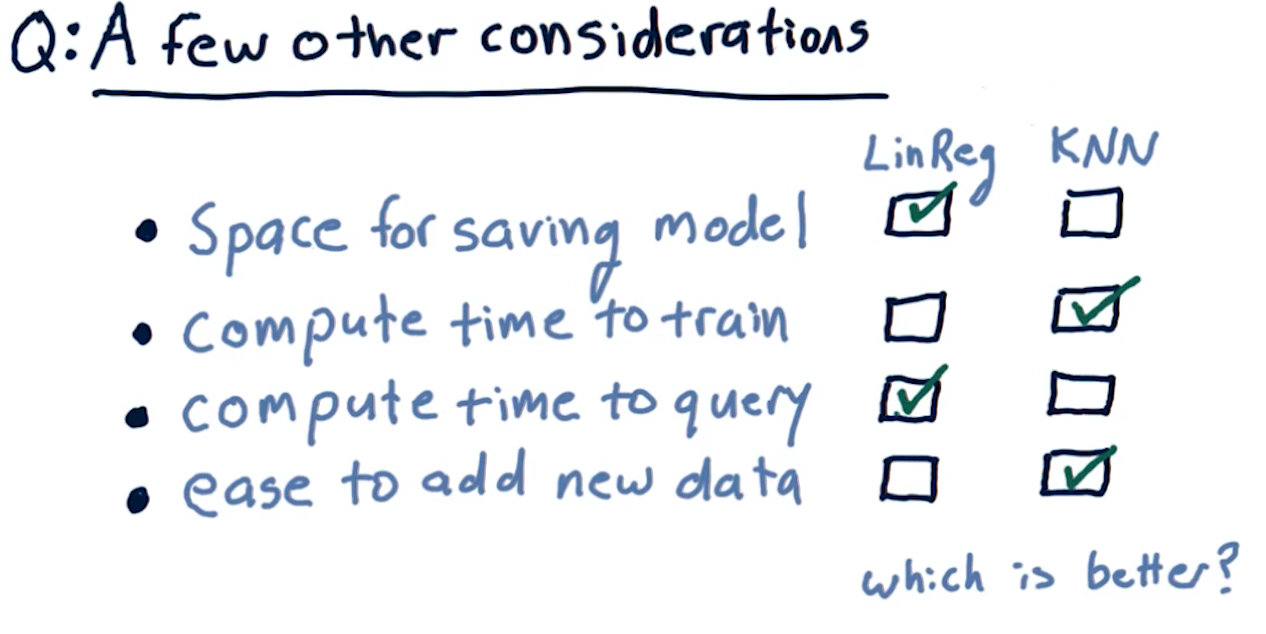 Q: A few other considerations
LinReg KNN
• Space for saving model
• compute time to train
• compute time to query
• ease to add new data
which is better?